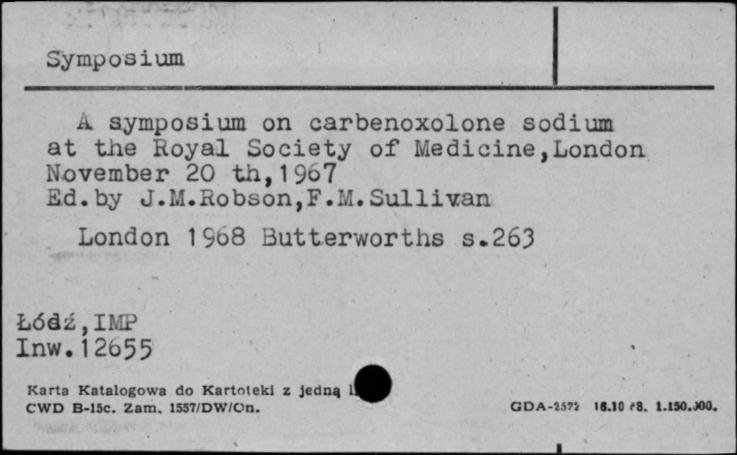 Symposium
A symposium on carbenoxolone sodium
at the Royal Society of Medicine,London
November 20 th,1967
Ed.by J.M.Robson,F.M.Sullivan
London 1968 Butterworths s.263
Łódź,IMP
Inw.12655
Karta Katalogowa do Kartoteki z jedną
CWD B-15c. Zam. 1557/DW/On.
GDA-2572 18.10 1.150.000.